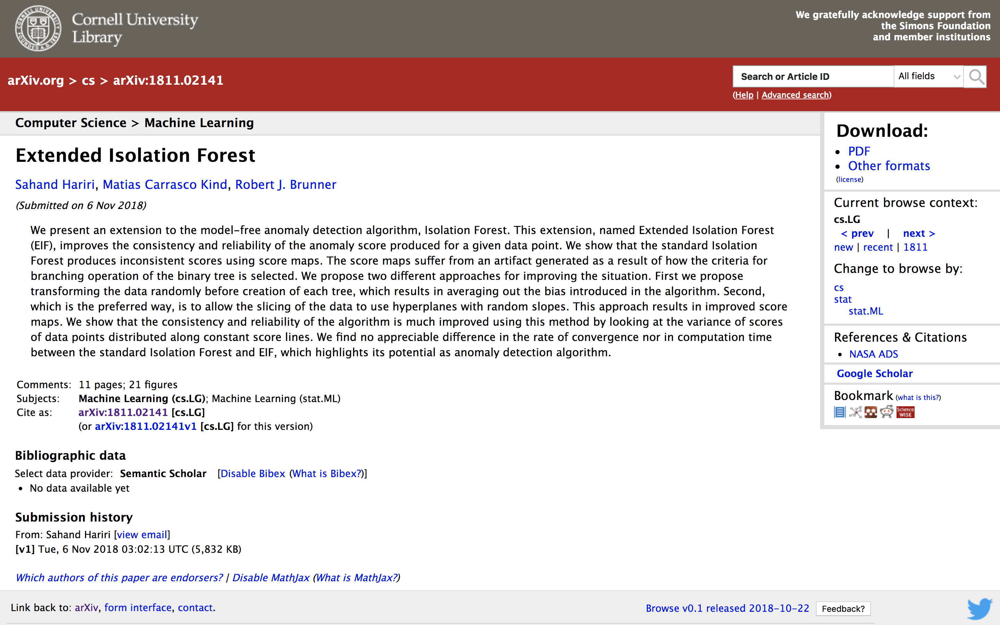 Cornell University
Library
We gratefully acknowledge support from
the Simons Foundation
and member institutions
arXiv.org > cs > arXiv:1811.02141
Search or Article ID
All fields
(Help | Advanced search)
Computer Science > Machine Learning
Extended Isolation Forest
Sahand Hariri, Matias Carrasco Kind, Robert J. Brunner
(Submitted on 6 Nov 2018)
We present an extension to the model-free anomaly detection algorithm, Isolation Forest. This extension, named Extended Isolation Forest
(EIF), improves the consistency and reliability of the anomaly score produced for a given data point. We show that the standard Isolation
Forest produces inconsistent scores using score maps. The score maps suffer from an artifact generated as a result of how the criteria for
branching operation of the binary tree is selected. We propose two different approaches for improving the situation. First we propose
transforming the data randomly before creation of each tree, which results in averaging out the bias introduced in the algorithm. Second,
which is the preferred way, is to allow the slicing of the data to use hyperplanes with random slopes. This approach results in improved score
maps. We show that the consistency and reliability of the algorithm is much improved using this method by looking at the variance of scores
of data points distributed along constant score lines. We find no appreciable difference in the rate of convergence nor in computation time
between the standard Isolation Forest and EIF, which highlights its potential as anomaly detection algorithm.
Comments: 11 pages; 21 figures
Subjects: Machine Learning (cs.LG); Machine Learning (stat.ML)
Cite as: arXiv:1811.02141 [cs.LG]
(or arXiv:1811.02141v1 [cs.LG] for this version)
Bibliographic data
Select data provider: Semantic Scholar [Disable Bibex (What is Bibex?)]
• No data available yet
Submission history
From: Sahand Hariri [view email]
[v1] Tue, 6 Nov 2018 03:02:13 UTC (5,832 KB)
Which authors of this paper are endorsers? | Disable MathJax (What is MathJax?)
Download:
• PDF
• Other formats
(license)
Current browse context:
cs.LG
< prev | next >
new | recent | 1811
Change to browse by:
cs
stat
stat.ML
References & Citations
• NASA ADS
Google Scholar
Bookmark (what is this?)
Science
WISE
Link back to: arXiv, form interface, contact.
Browse v0.1 released 2018-10-22
Feedback?